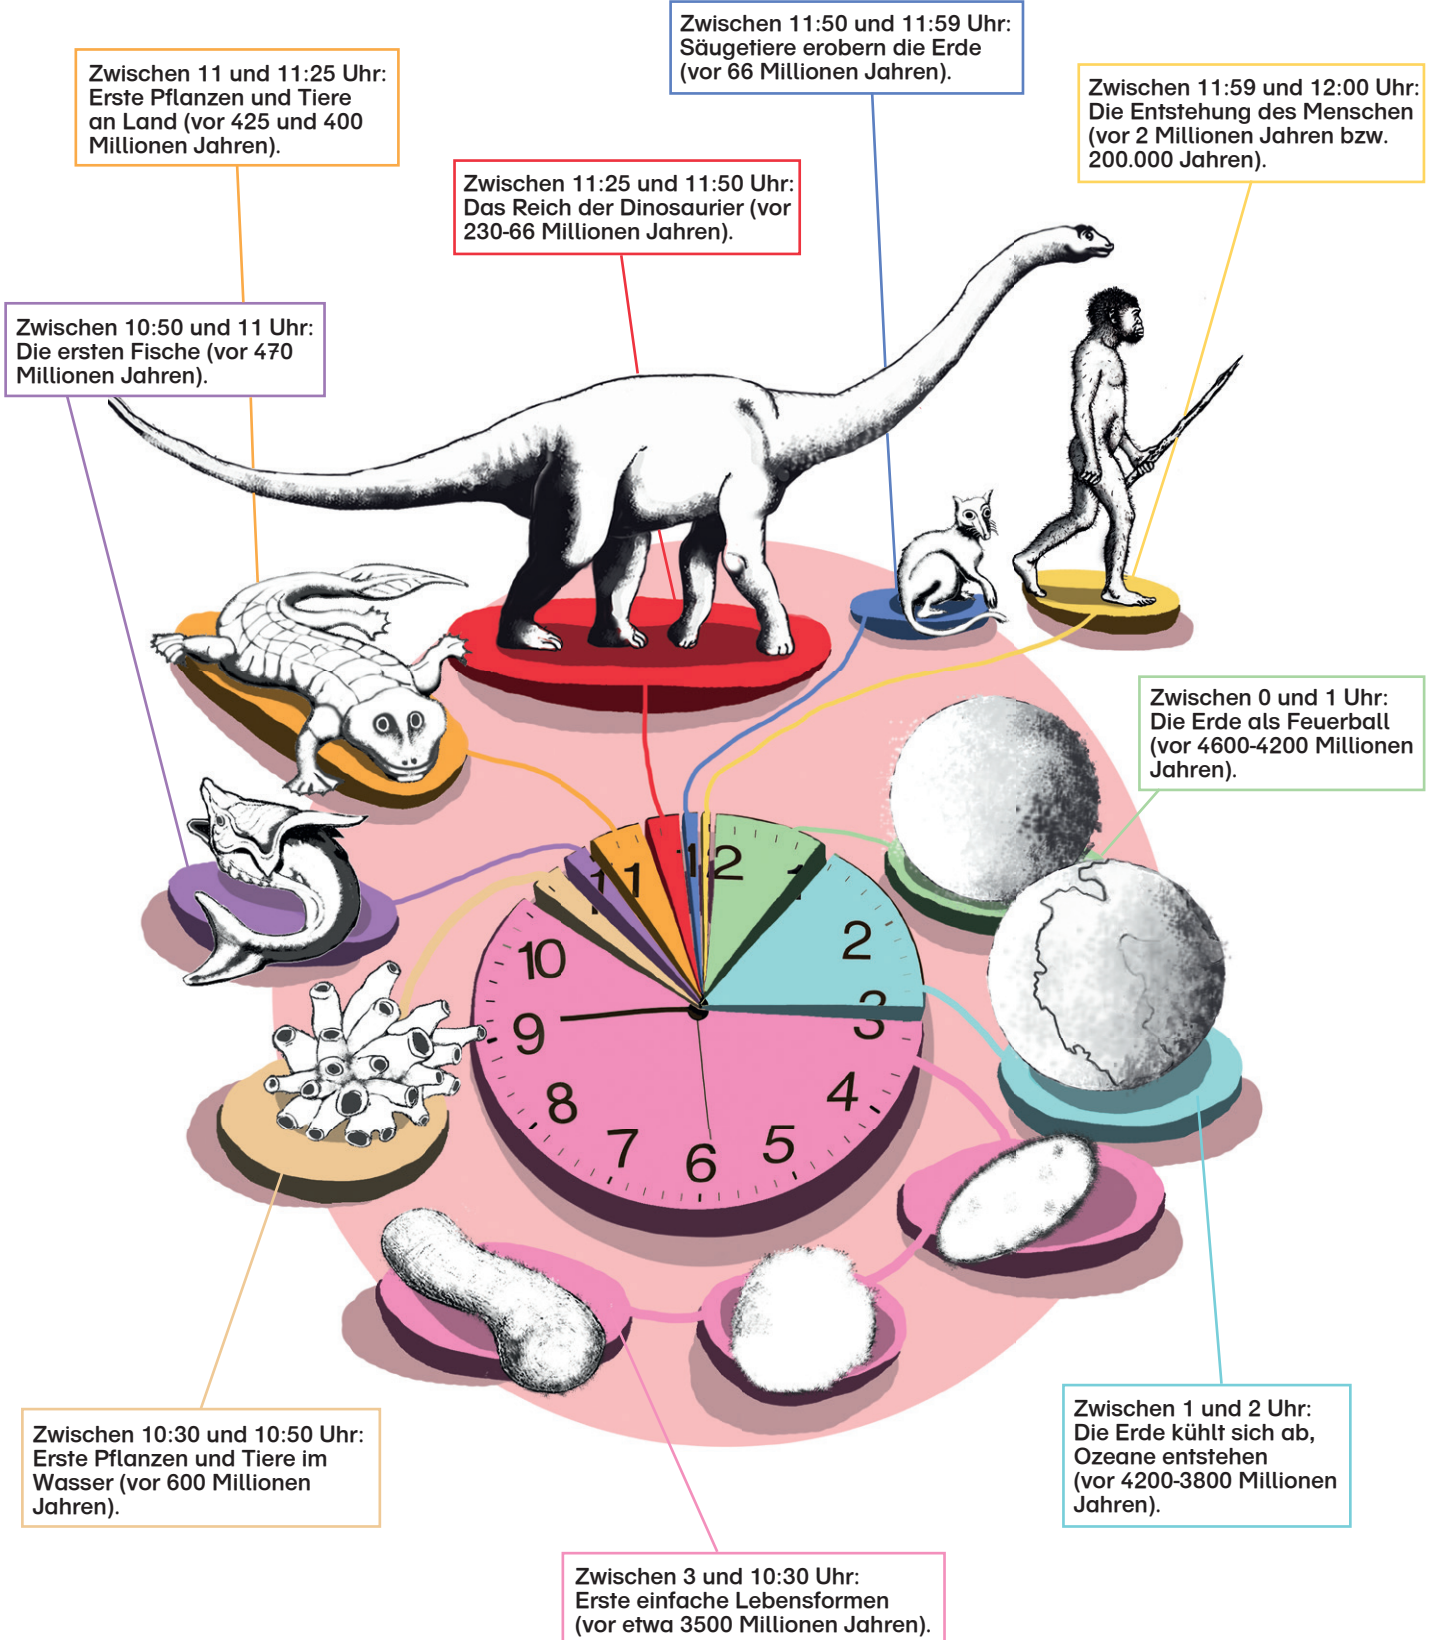 Zwischen 11:50 und 11:59 Uhr:
Säugetiere erobern die Erde
(vor 66 Millionen Jahren).
Zwischen 11 und 11:25 Uhr:
Erste Pflanzen und Tiere
an Land (vor 425 und 400
Millionen Jahren).
Zwischen 11:59 und 12:00 Uhr:
Die Entstehung des Menschen
(vor 2 Millionen Jahren bzw.
200.000 Jahren).
Zwischen 11:25 und 11:50 Uhr:
Das Reich der Dinosaurier (vor
230-66 Millionen Jahren).
Zwischen 10:50 und 11 Uhr:
Die ersten Fische (vor 470
Millionen Jahren).
Zwischen 0 und 1 Uhr:
Die Erde als Feuerball
(vor 4600-4200 Millionen
Jahren).
12
1
2
3
4
5
6
7
8
9
10
11
Zwischen 1 und 2 Uhr:
Die Erde kühlt sich ab,
Ozeane entstehen
(vor 4200-3800 Millionen
Jahren).
Zwischen 10:30 und 10:50 Uhr:
Erste Pflanzen und Tiere im
Wasser (vor 600 Millionen
Jahren).
Zwischen 3 und 10:30 Uhr:
Erste einfache Lebensformen
(vor etwa 3500 Millionen Jahren).